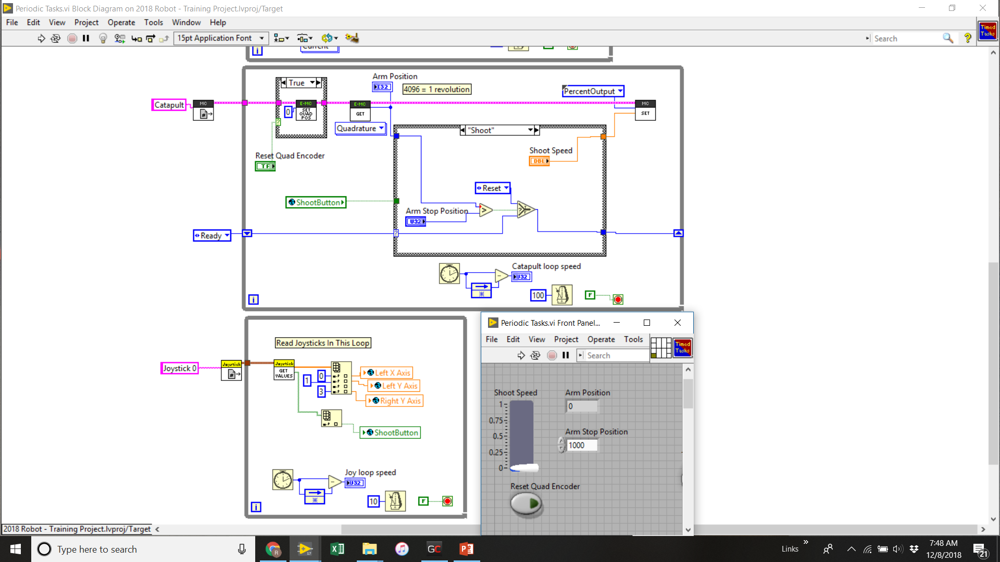 Periodic Tasks.vi Block Diagram on 2018 Robot - Training Project.lvproj/Target
File Edit View Project Operate Tools Window Help
15pt Application Font
Search
Timed Tasks
i
Current
Arm Position
I32
4096 = 1 revolution
True
PercentOutput
Catapult
MC
0
E-MC
SET QUAD POS
E-MC
GET
MC
SET
Quadrature
"Shoot"
Reset Quad Encoder
TF
Shoot Speed
DBL
Reset
ShootButton
Arm Stop Position
U32
Ready
Catapult loop speed
U32
100
F
i
Read Joysticks In This Loop
Joystick 0
Joystick
Joystick
GET VALUES
0
1
3
Left X Axis
Left Y Axis
Right Y Axis
ShootButton
Joy loop speed
U32
10
F
i
Periodic Tasks.vi Front Panel...
File Edit View Project Operate Tools
Search
Timed Tasks
Shoot Speed
1
0.75
0.5
0.25
0
Arm Position
0
Arm Stop Position
1000
Reset Quad Encoder
2018 Robot - Training Project.lvproj/Target
Type here to search
Links
7:48 AM
12/8/2018
21